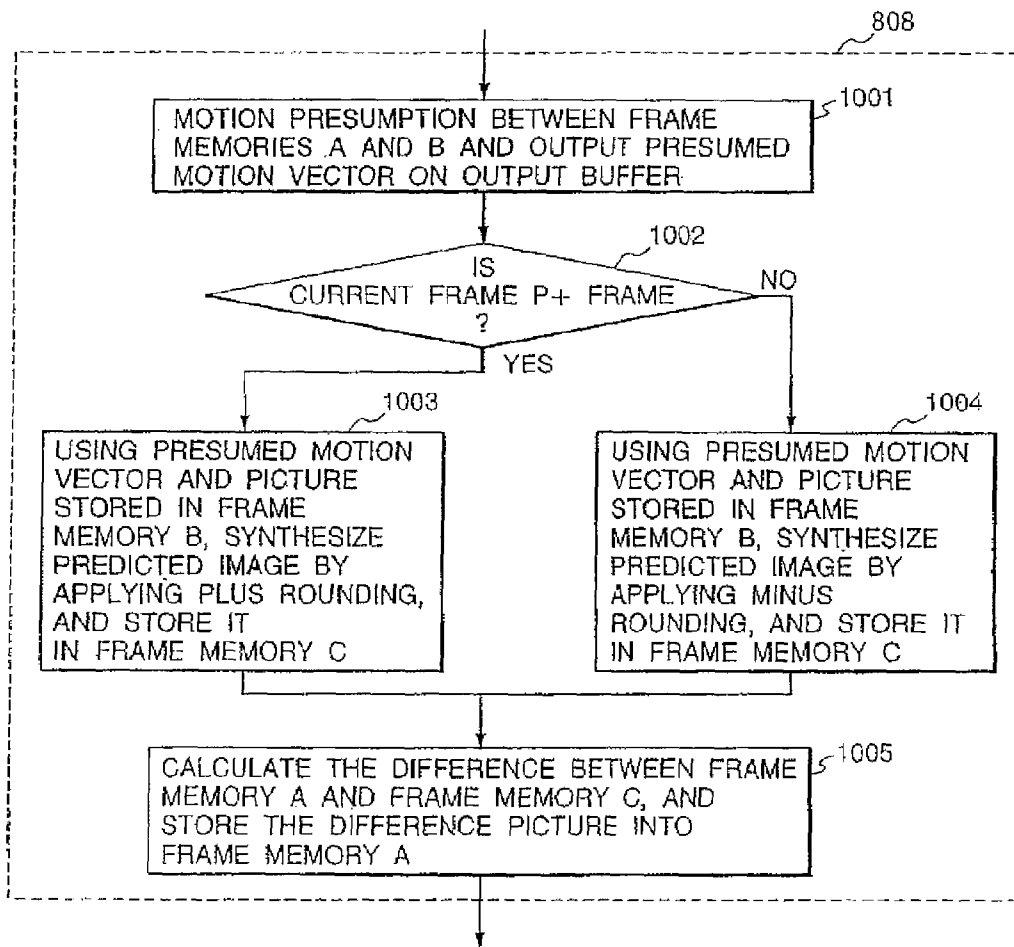 808
1001
MOTION PRESUMPTION BETWEEN FRAME
MEMORIES A AND B AND OUTPUT PRESUMED
MOTION VECTOR ON OUTPUT BUFFER
1002
IS
CURRENT FRAME P+ FRAME
?
NO
YES
1003
USING PRESUMED MOTION
VECTOR AND PICTURE
STORED IN FRAME
MEMORY B, SYNTHESIZE
PREDICTED IMAGE BY
APPLYING PLUS ROUNDING,
AND STORE IT
IN FRAME MEMORY C
1004
USING PRESUMED MOTION
VECTOR AND PICTURE
STORED IN FRAME
MEMORY B, SYNTHESIZE
PREDICTED IMAGE BY
APPLYING MINUS
ROUNDING, AND STORE IT
IN FRAME MEMORY C
1005
CALCULATE THE DIFFERENCE BETWEEN FRAME
MEMORY A AND FRAME MEMORY C, AND
STORE THE DIFFERENCE PICTURE INTO
FRAME MEMORY A